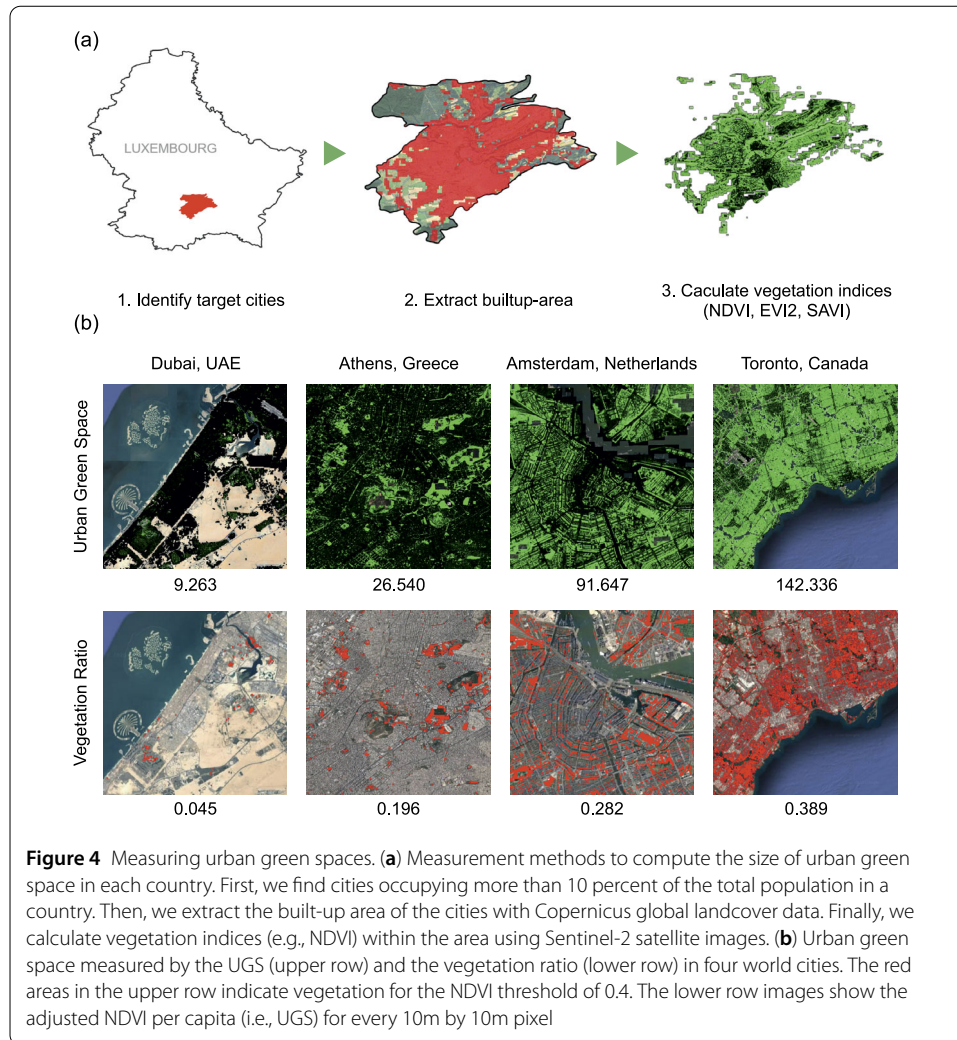 (a)
LUXEMBOURG
1. Identify target cities
2. Extract builtup-area
3. Caculate vegetation indices
(NDVI, EVI2, SAVI)
(b)
Dubai, UAE
Athens, Greece
Amsterdam, Netherlands
Toronto, Canada
Urban Green Space
9.263
26.540
91.647
142.336
Vegetation Ratio
0.045
0.196
0.282
0.389
Figure 4 Measuring urban green spaces. (a) Measurement methods to compute the size of urban green
space in each country. First, we find cities occupying more than 10 percent of the total population in a
country. Then, we extract the built-up area of the cities with Copernicus global landcover data. Finally, we
calculate vegetation indices (e.g., NDVI) within the area using Sentinel-2 satellite images. (b) Urban green
space measured by the UGS (upper row) and the vegetation ratio (lower row) in four world cities. The red
areas in the upper row indicate vegetation for the NDVI threshold of 0.4. The lower row images show the
adjusted NDVI per capita (i.e., UGS) for every 10m by 10m pixel